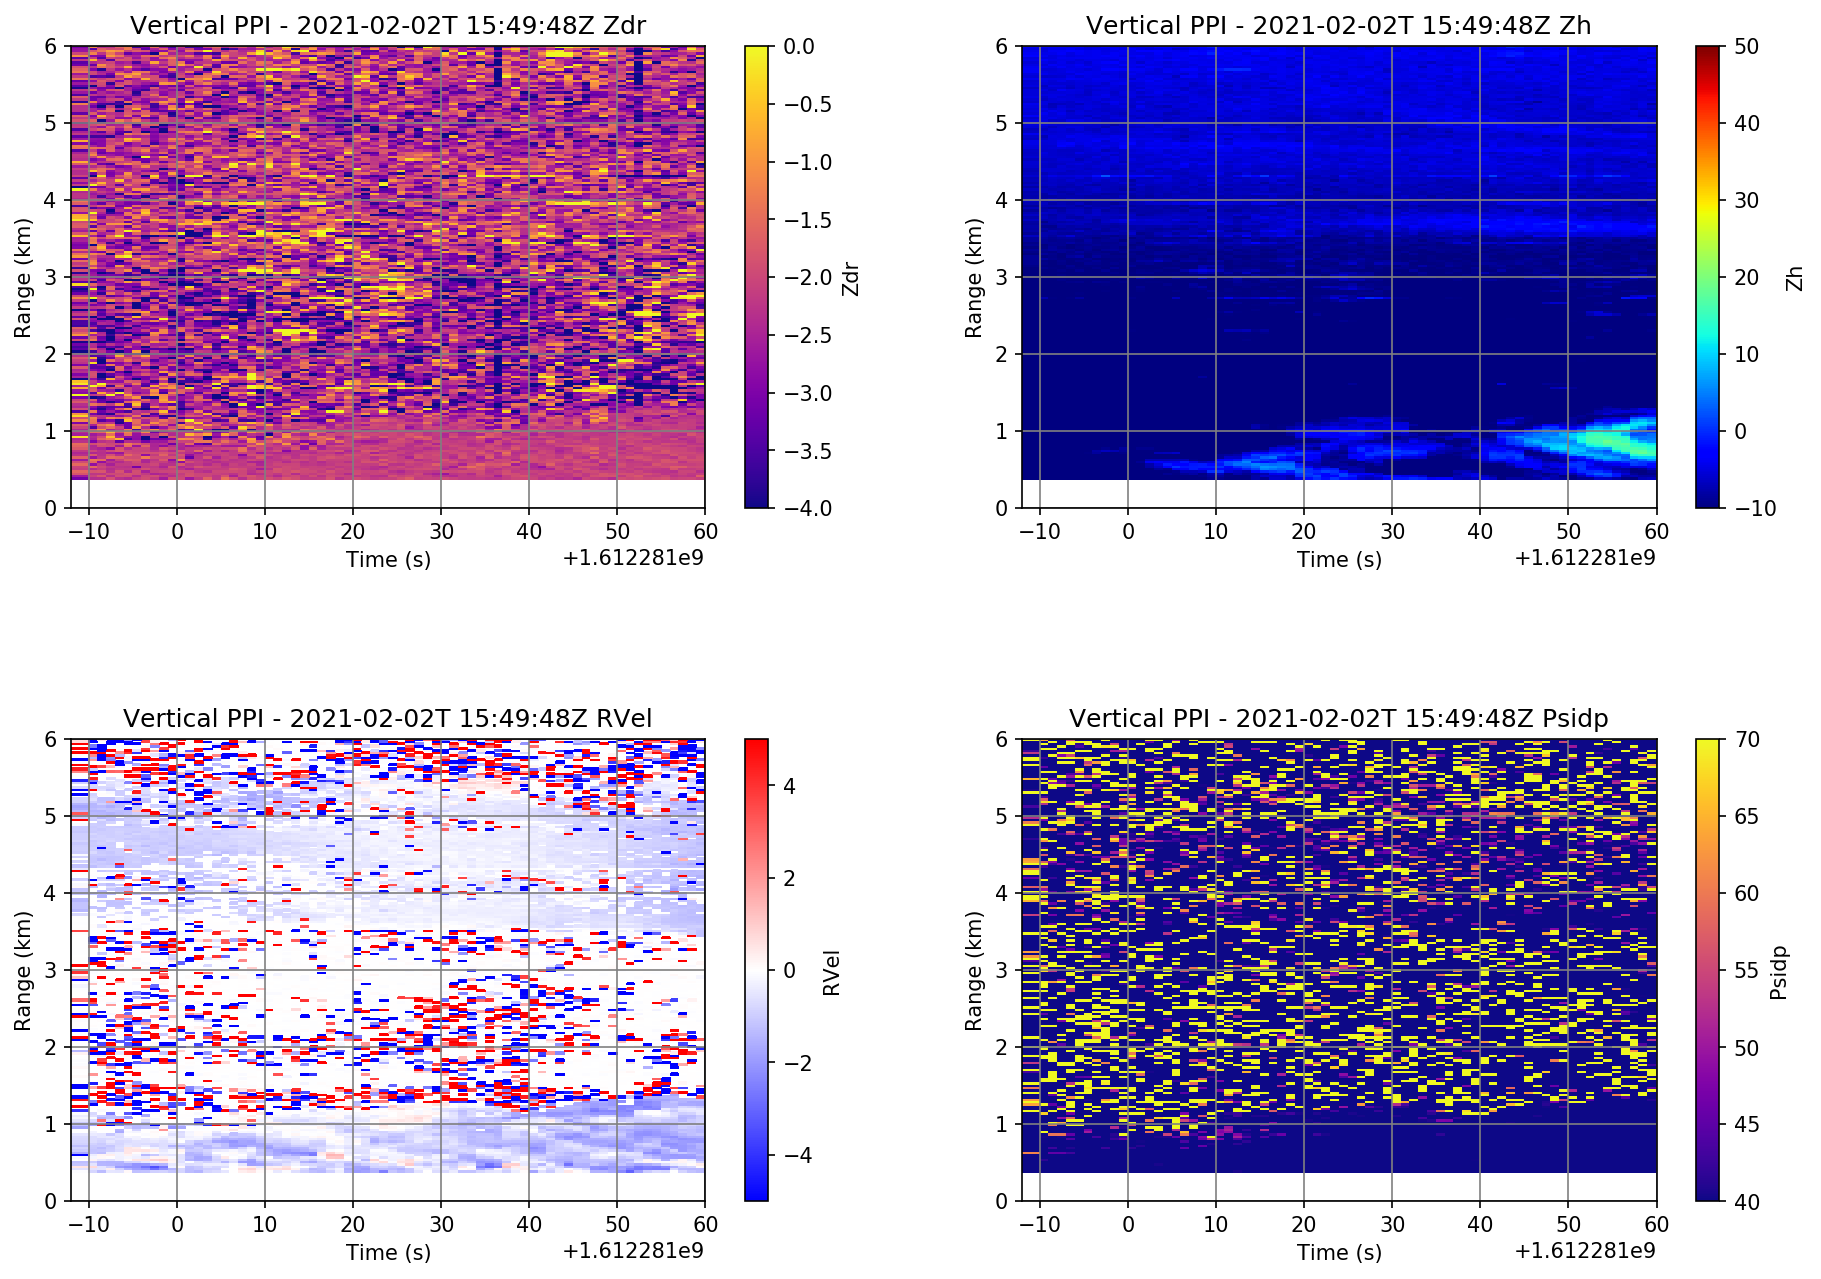 Vertical PPI - 2021-02-02T 15:49:48Z Zdr
6
5
4
3
2
1
0
Range (km)
−10 0 10 20 30 40 50 60
Time (s)
+1.612281e9
0.0
−0.5
−1.0
−1.5
−2.0
−2.5
−3.0
−3.5
−4.0
Zdr
Vertical PPI - 2021-02-02T 15:49:48Z Zh
6
5
4
3
2
1
0
Range (km)
−10 0 10 20 30 40 50 60
Time (s)
+1.612281e9
50
40
30
20
10
0
−10
Zh
Vertical PPI - 2021-02-02T 15:49:48Z RVel
6
5
4
3
2
1
0
Range (km)
−10 0 10 20 30 40 50 60
Time (s)
+1.612281e9
4
2
0
−2
−4
RVel
Vertical PPI - 2021-02-02T 15:49:48Z Psidp
6
5
4
3
2
1
0
Range (km)
−10 0 10 20 30 40 50 60
Time (s)
+1.612281e9
70
65
60
55
50
45
40
Psidp